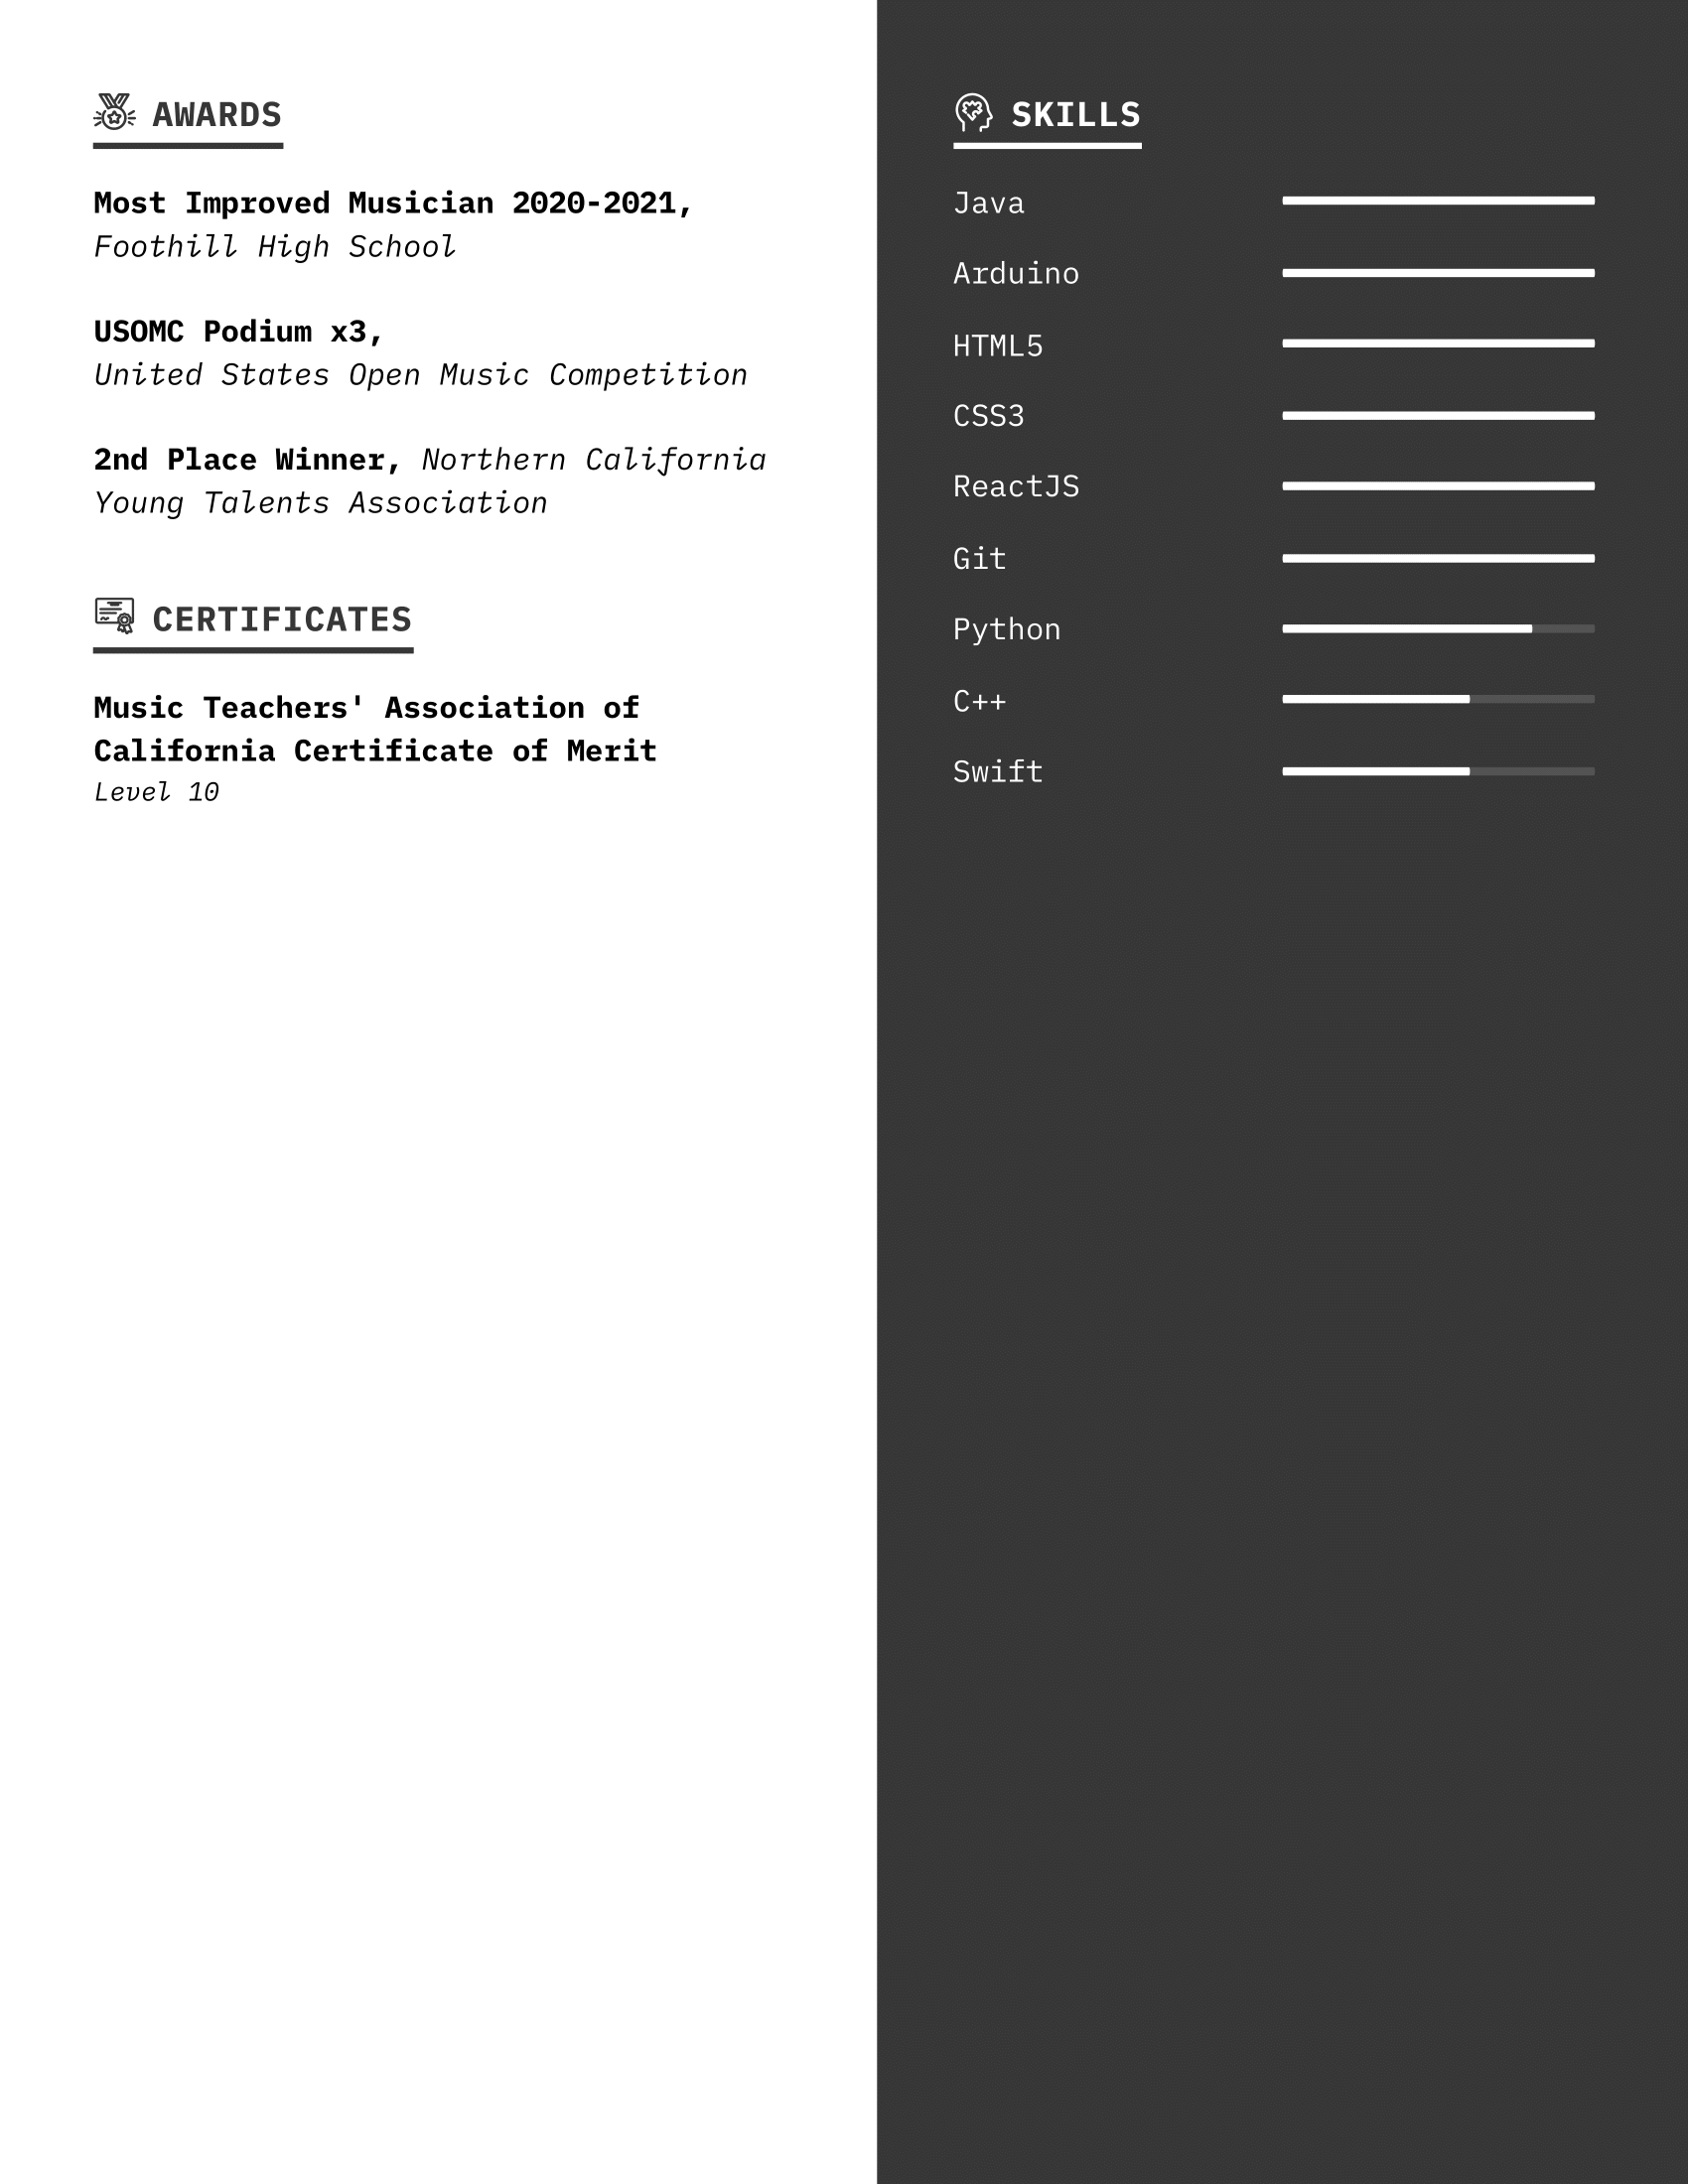 AWARDS
Most Improved Musician 2020-2021,
Foothill High School
USOMC Podium x3,
United States Open Music Competition
2nd Place Winner, Northern California
Young Talents Association
CERTIFICATES
Music Teachers' Association of
California Certificate of Merit
Level 10
SKILLS
Java
Arduino
HTML5
CSS3
ReactJS
Git
Python
C++
Swift